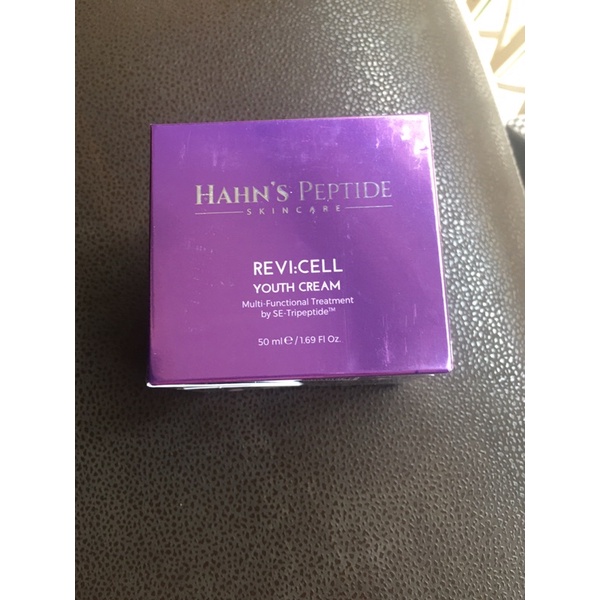 HAHN'S PEPTIDE
SKINCARE
REVI:CELL
YOUTH CREAM
Multi-Functional Treatment
by SE-Tripeptide™
50 ml ℮ / 1.69 Fl Oz.